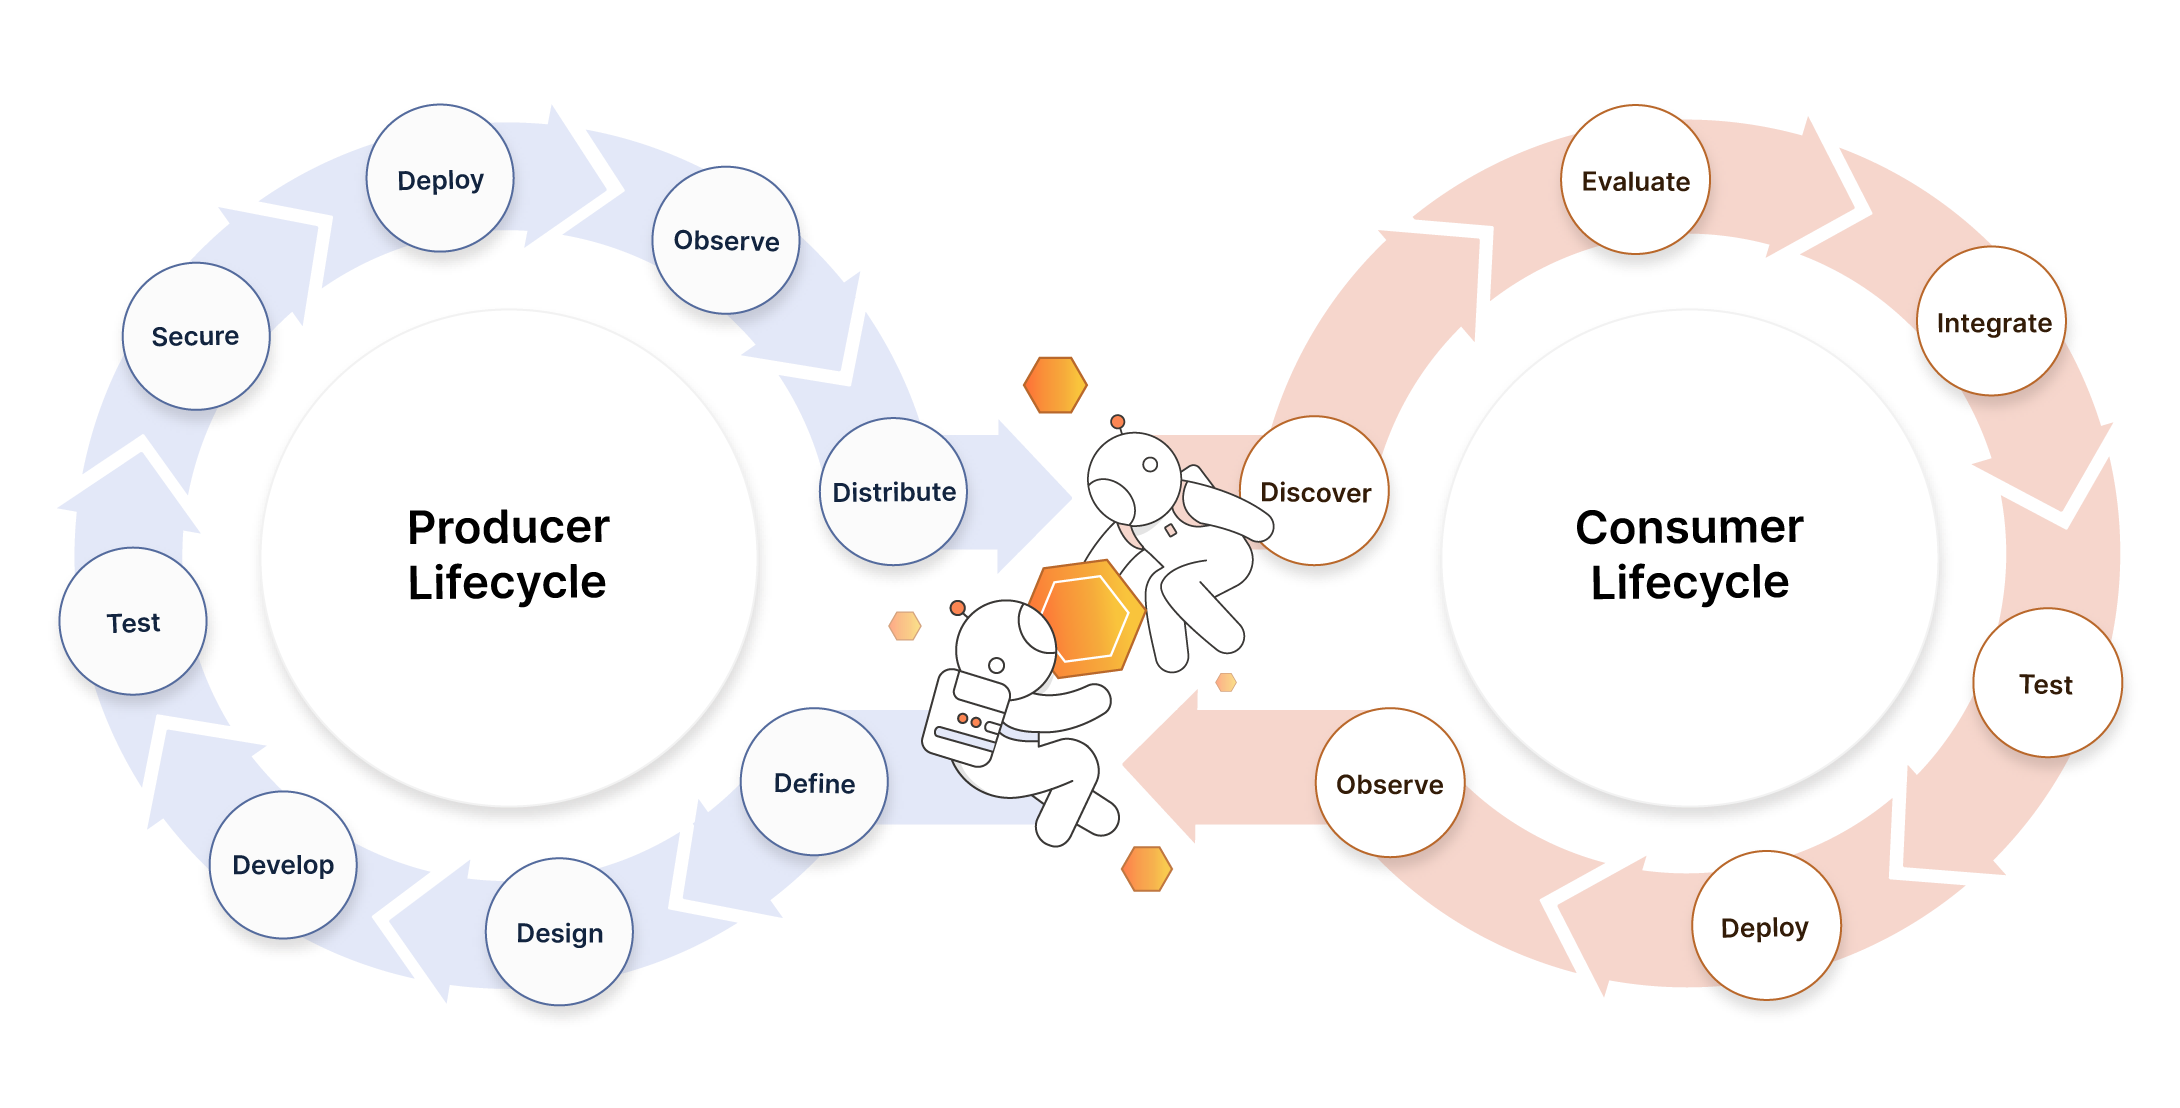 Producer
Lifecycle
Define
Design
Develop
Test
Secure
Deploy
Observe
Distribute
Consumer
Lifecycle
Discover
Evaluate
Integrate
Test
Deploy
Observe